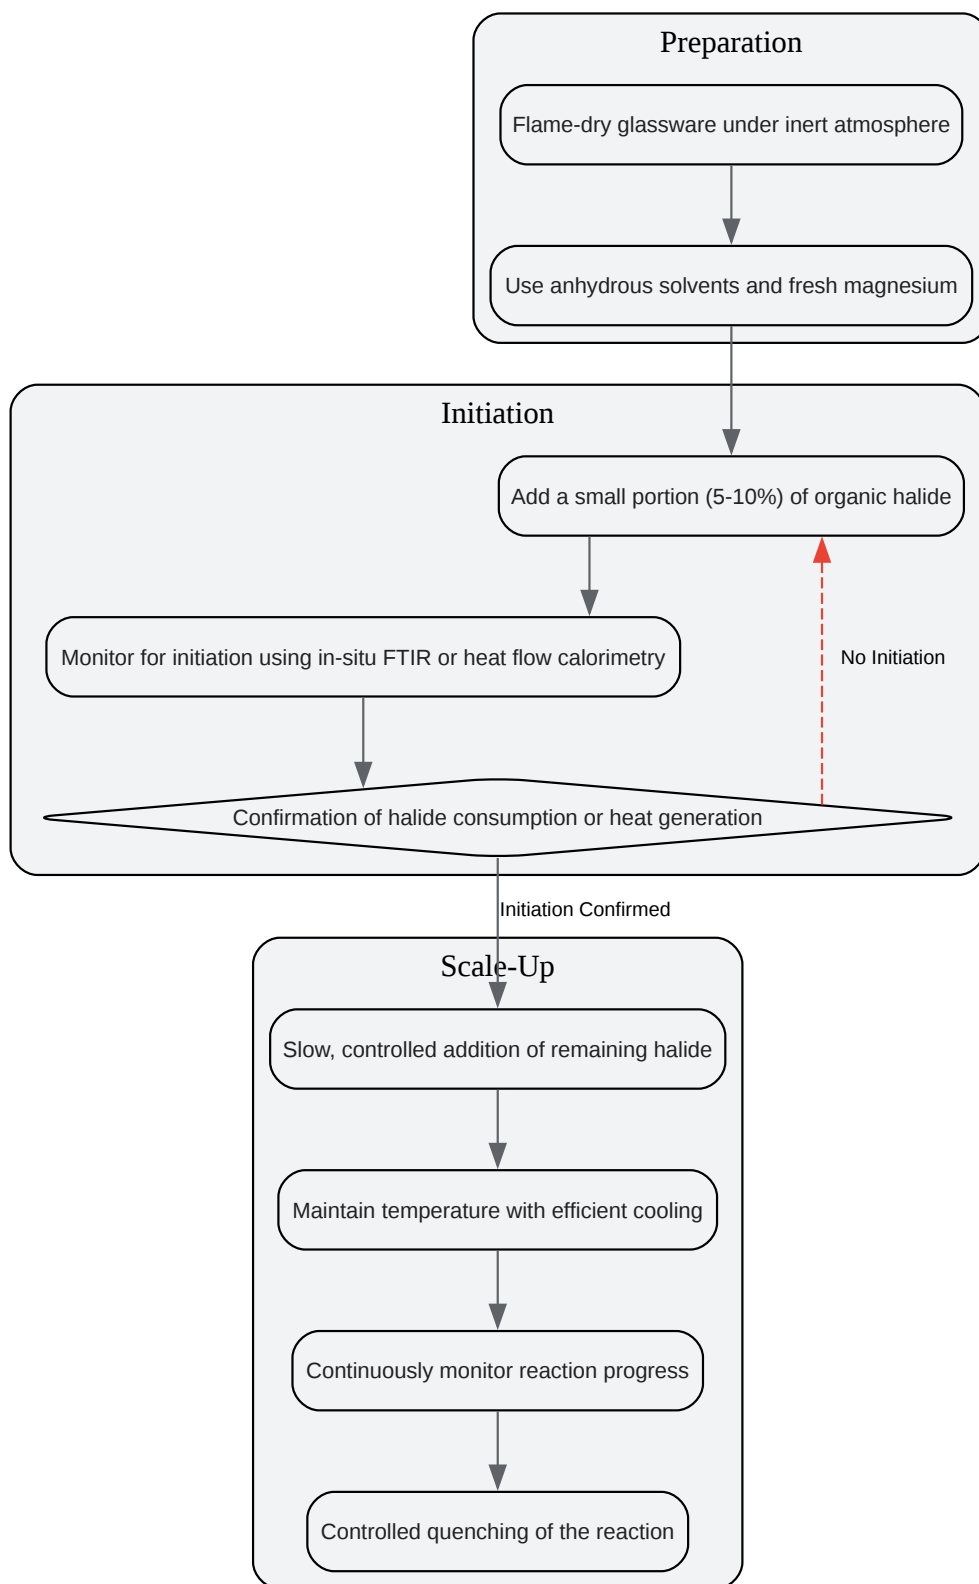 Preparation
Flame-dry glassware under inert atmosphere
Use anhydrous solvents and fresh magnesium
Initiation
Add a small portion (5-10%) of organic halide
Monitor for initiation using in-situ FTIR or heat flow calorimetry
No Initiation
Confirmation of halide consumption or heat generation
Initiation Confirmed
Scale-Up
Slow, controlled addition of remaining halide
Maintain temperature with efficient cooling
Continuously monitor reaction progress
Controlled quenching of the reaction